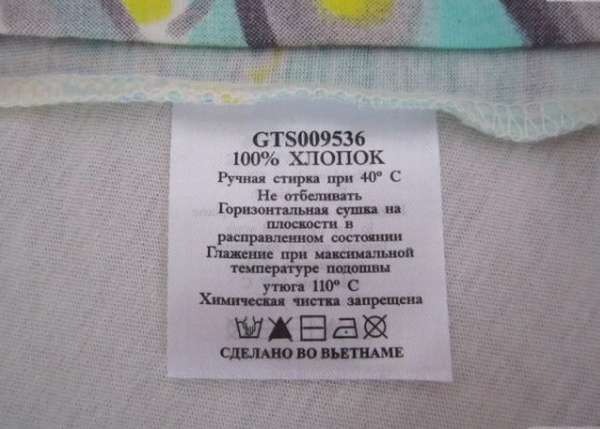 GTS009536
100% ХЛОПОК
Ручная стирка при 40° С
Не отбеливать
Горизонтальная сушка на
плоскости в
расправленном состоянии
Глажение при максимальной
температуре подошвы
утюга 110° С
Химическая чистка запрещена
СДЕЛАНО ВО ВЬЕТНАМЕ